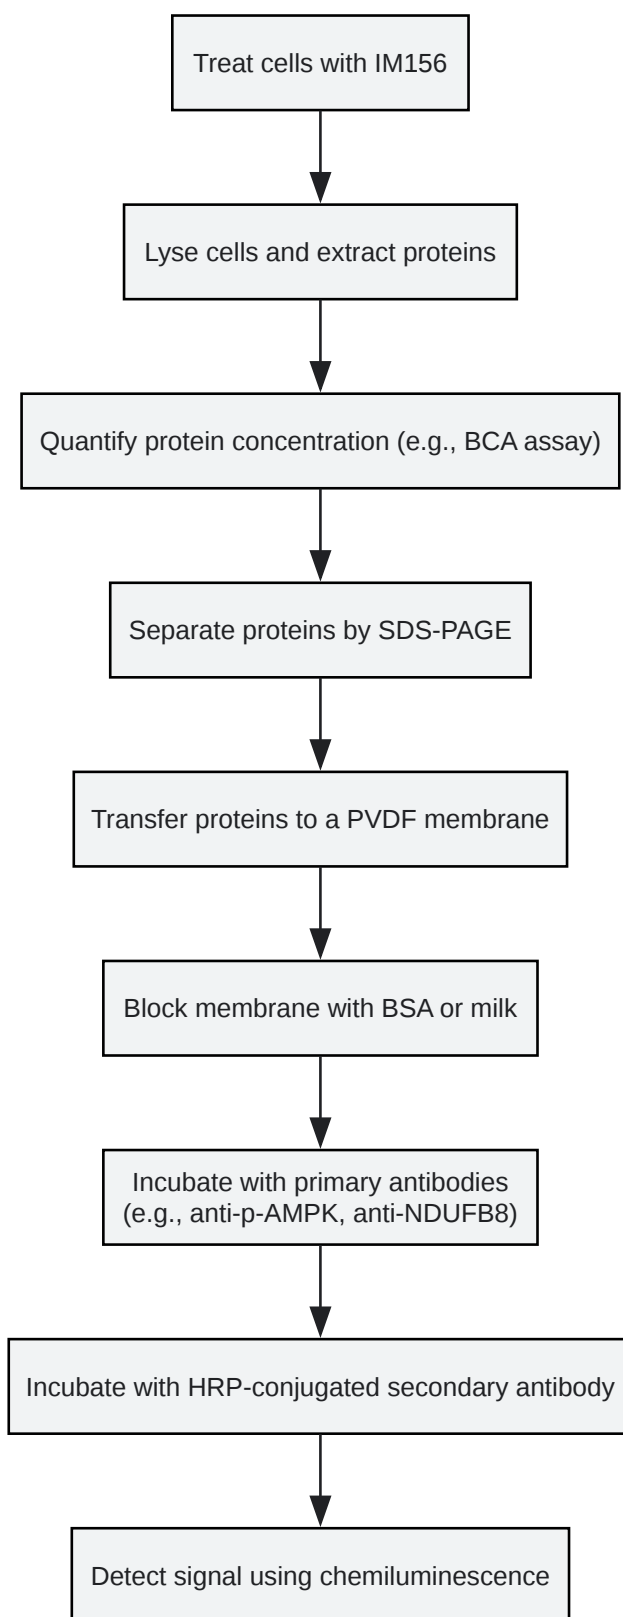 Treat cells with IM156
Lyse cells and extract proteins
Quantify protein concentration (e.g., BCA assay)
Separate proteins by SDS-PAGE
Transfer proteins to a PVDF membrane
Block membrane with BSA or milk
Incubate with primary antibodies
(e.g., anti-p-AMPK, anti-NDUFB8)
Incubate with HRP-conjugated secondary antibody
Detect signal using chemiluminescence